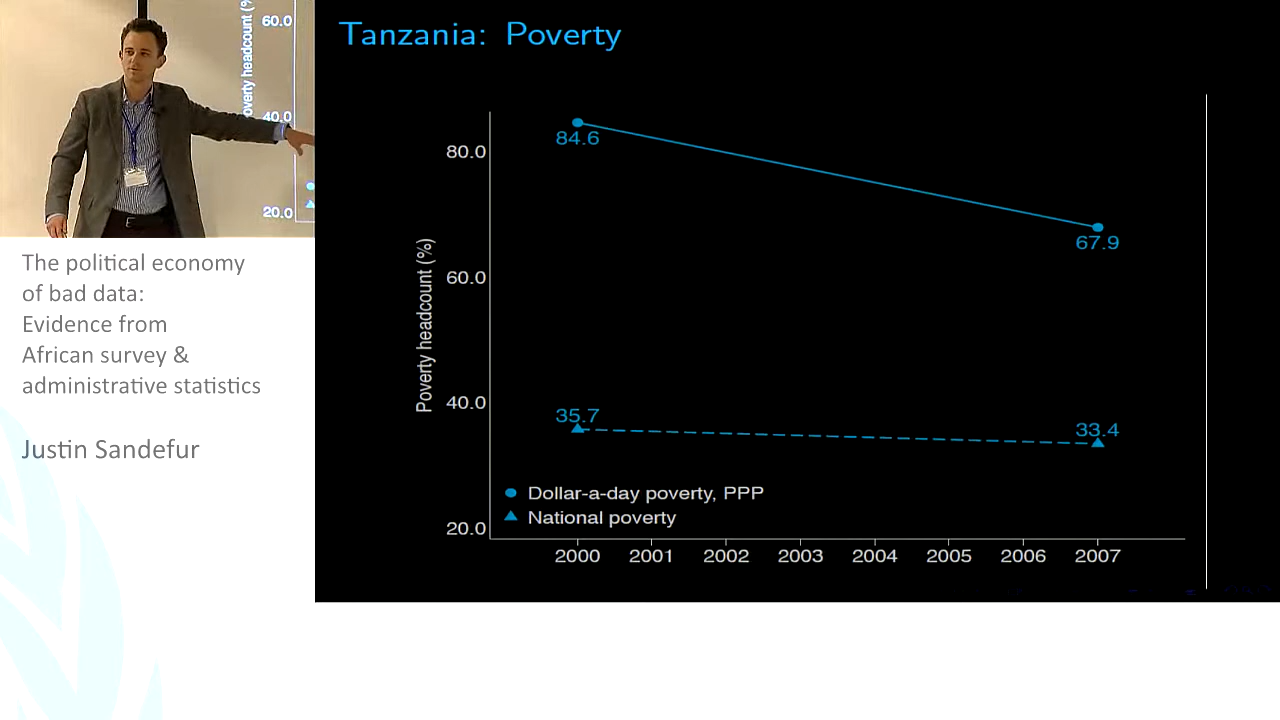 60.0
overty headcount (%
40.0
20.0
The political economy
of bad data:
Evidence from
African survey &
administrative statistics
Justin Sandefur
Tanzania: Poverty
Poverty headcount (%)
80.0
60.0
40.0
20.0
84.6
67.9
35.7
33.4
Dollar-a-day poverty, PPP
National poverty
2000 2001 2002 2003 2004 2005 2006 2007